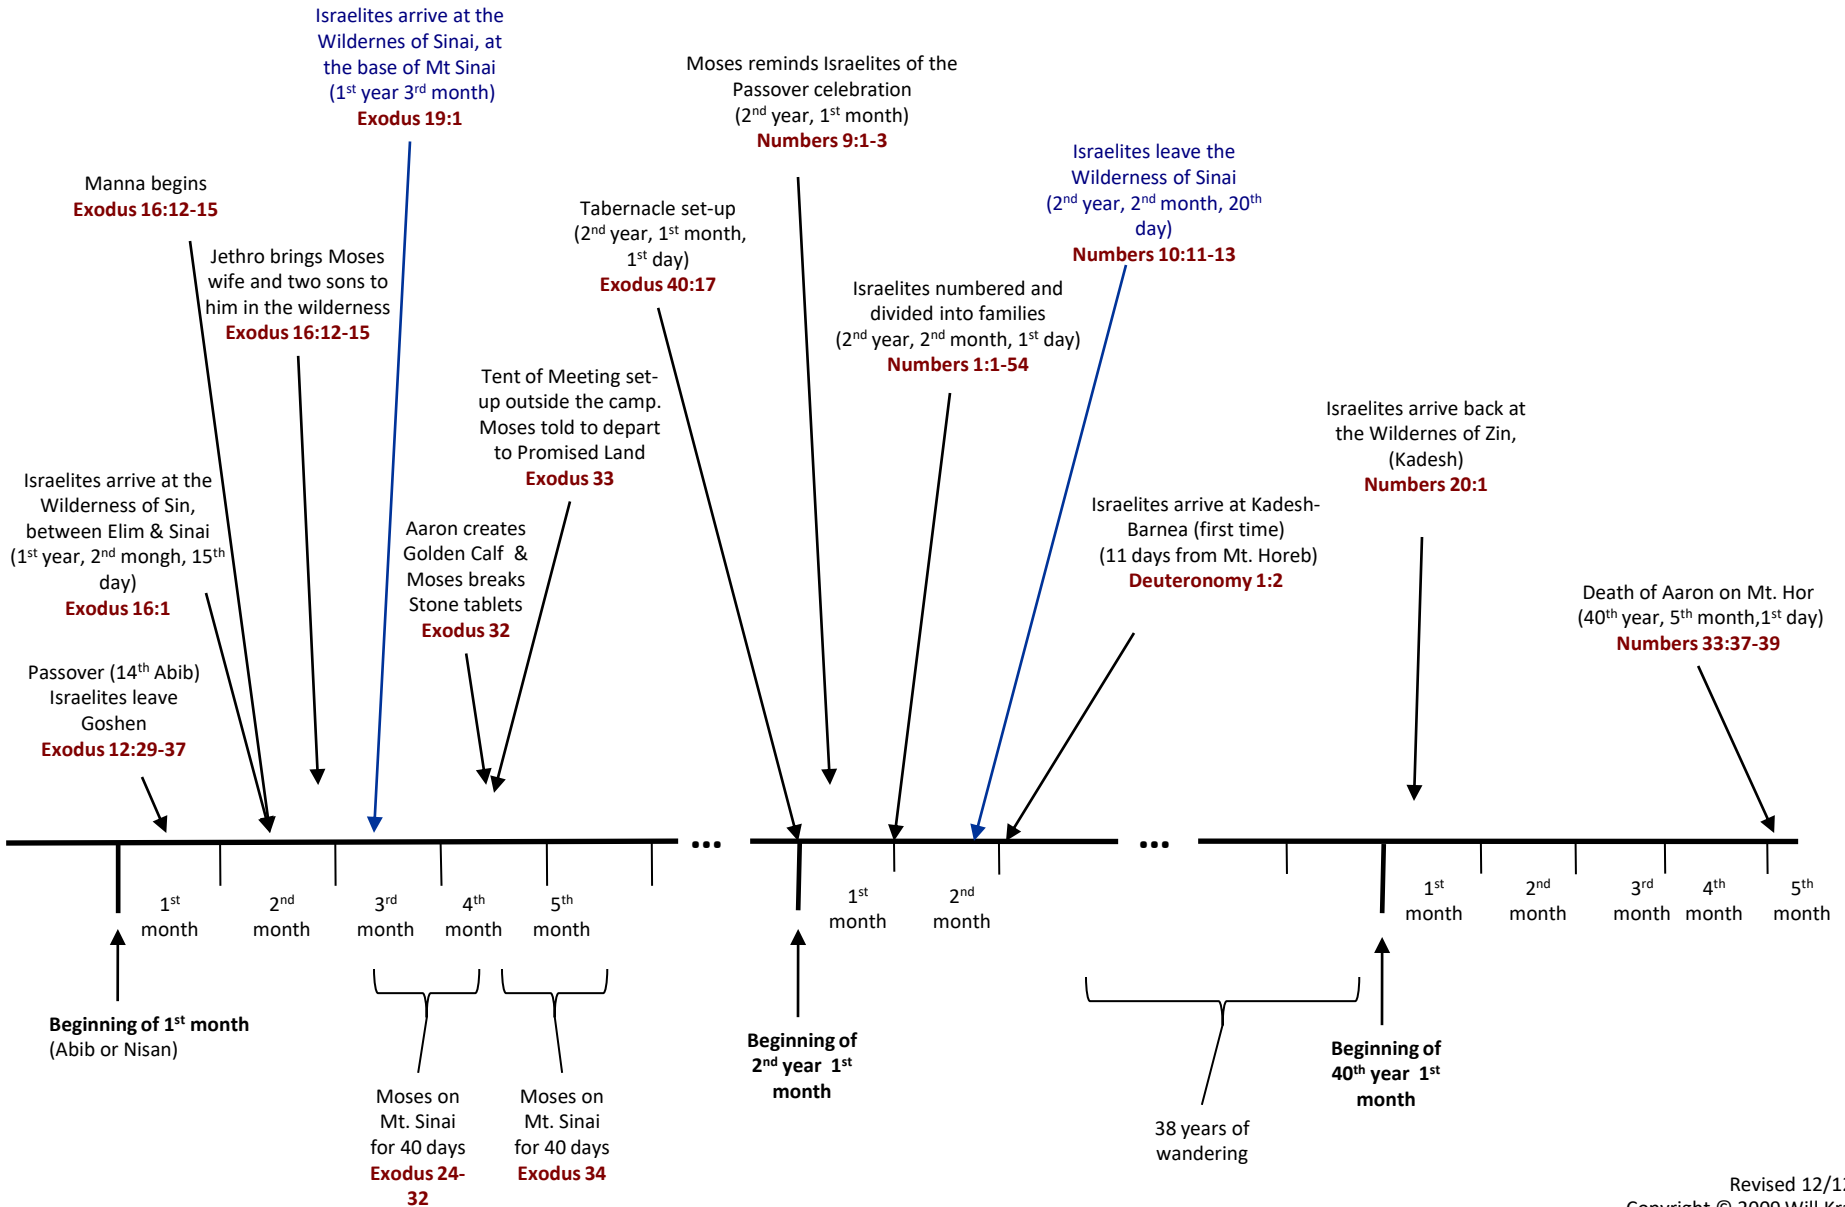 Israelites arrive at the
Wildernes of Sinai, at
the base of Mt Sinai
(1st year 3rd month)
Exodus 19:1
Moses reminds Israelites of the
Passover celebration
(2nd year, 1st month)
Numbers 9:1-3
Israelites leave the
Wilderness of Sinai
(2nd year, 2nd month, 20th
day)
Numbers 10:11-13
Manna begins
Exodus 16:12-15
Jethro brings Moses
wife and two sons to
him in the wilderness
Exodus 16:12-15
Tabernacle set-up
(2nd year, 1st month,
1st day)
Exodus 40:17
Israelites numbered and
divided into families
(2nd year, 2nd month, 1st day)
Numbers 1:1-54
Tent of Meeting set-
up outside the camp.
Moses told to depart
to Promised Land
Exodus 33
Israelites arrive back at
the Wildernes of Zin,
(Kadesh)
Numbers 20:1
Israelites arrive at the
Wilderness of Sin,
between Elim & Sinai
(1st year, 2nd mongh, 15th
day)
Exodus 16:1
Aaron creates
Golden Calf &
Moses breaks
Stone tablets
Exodus 32
Israelites arrive at Kadesh-
Barnea (first time)
(11 days from Mt. Horeb)
Deuteronomy 1:2
Death of Aaron on Mt. Hor
(40th year, 5th month,1st day)
Numbers 33:37-39
Passover (14th Abib)
Israelites leave
Goshen
Exodus 12:29-37
...
...
1st
month
2nd
month
3rd
month
4th
month
5th
month
1st
month
2nd
month
1st
month
2nd
month
3rd
month
4th
month
5th
month
Beginning of 1st month
(Abib or Nisan)
Beginning of
2nd year 1st
month
Beginning of
40th year 1st
month
Moses on
Mt. Sinai
for 40 days
Exodus 24-
32
Moses on
Mt. Sinai
for 40 days
Exodus 34
38 years of
wandering
Revised
Copyright © 2009 Will